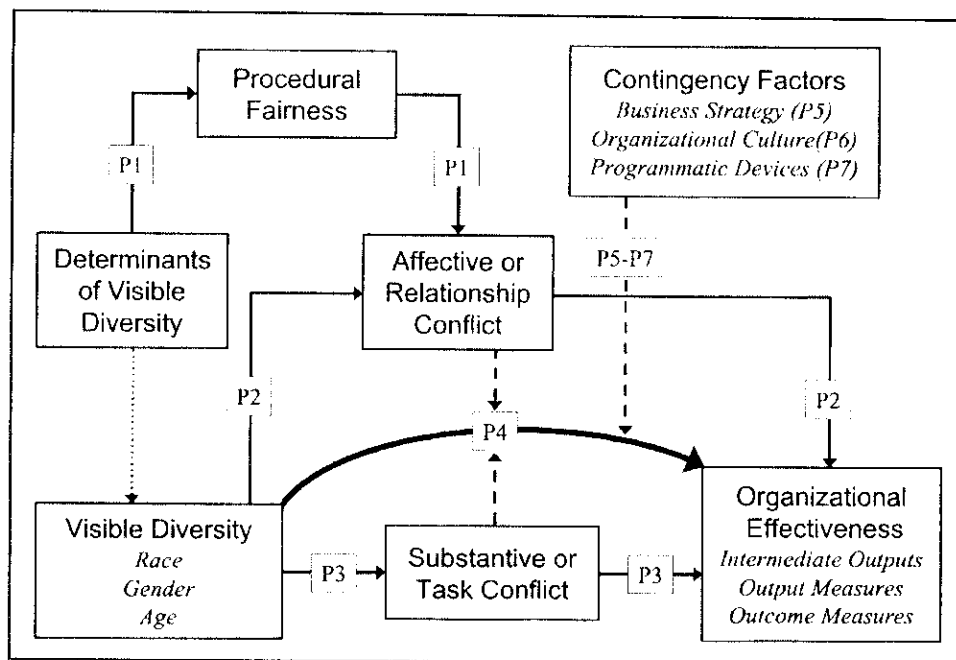 Procedural
Fairness
Contingency Factors
Business Strategy (P5)
Organizational Culture(P6)
Programmatic Devices (P7)
P1
P1
Determinants
of Visible
Diversity
Affective or
Relationship
Conflict
P5-P7
P2
P4
P2
Visible Diversity
Race
Gender
Age
P3
Substantive or
Task Conflict
P3
Organizational
Effectiveness
Intermediate Outputs
Output Measures
Outcome Measures